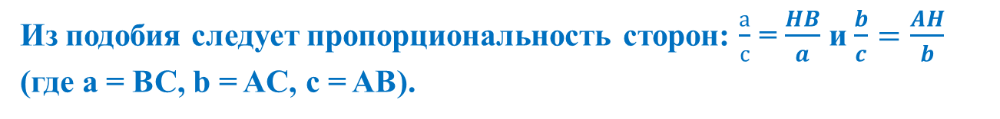 Из подобия следует пропорциональность сторон: a/c = HB/a и b/c = AH/b
(где a = BC, b = AC, c = AB).